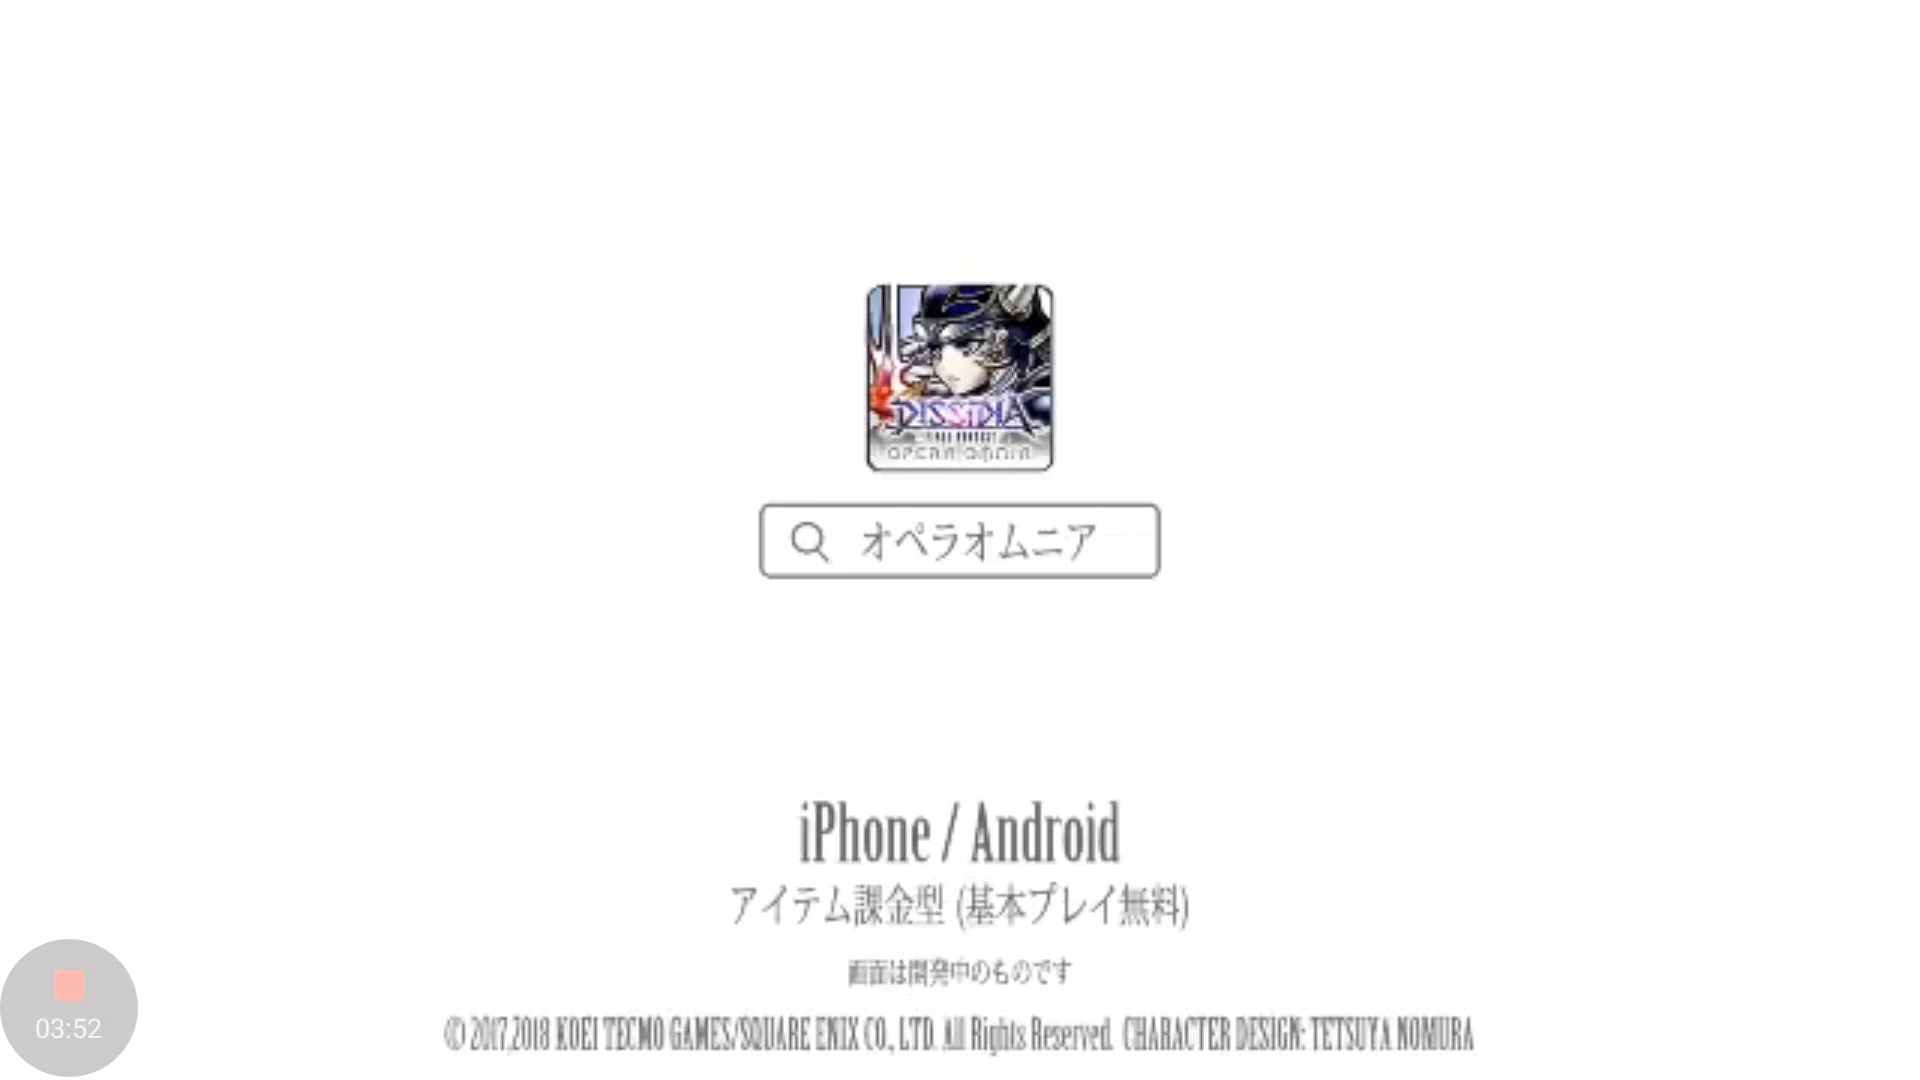 DISSIDIA
FINAL FANTASY
OPERA OMNIA
オペラオムニア
iPhone / Android
アイテム課金型 (基本プレイ無料)
画面は開発中のものです
© 2017,2018 KOEI TECMO GAMES/SQUARE ENIX CO., LTD. All Rights Reserved. CHARACTER DESIGN: TETSUYA NOMURA
03:52